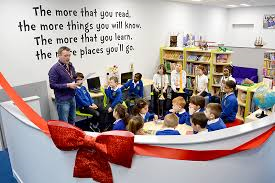 The more that you read,
the more things you will know.
The more that you learn,
the more places you'll go.